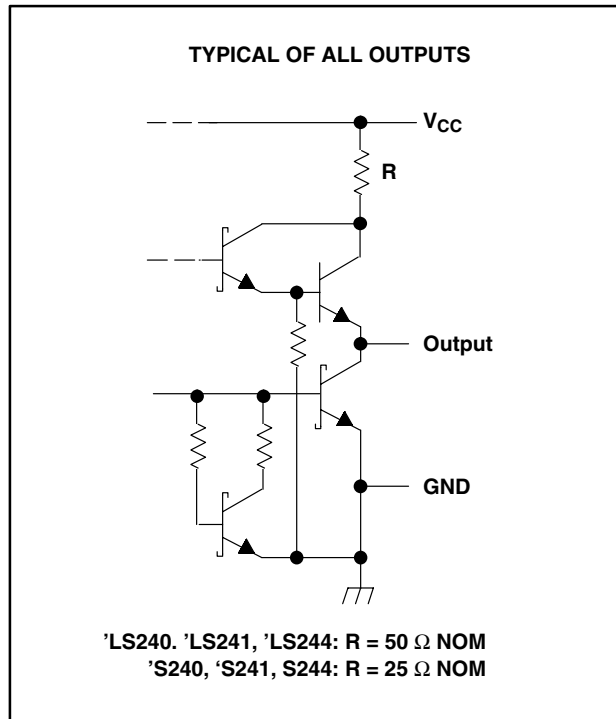 TYPICAL OF ALL OUTPUTS
VCC
R
Output
GND
’LS240. ’LS241, ’LS244: R = 50 Ω NOM
’S240, ‘S241, S244: R = 25 Ω NOM